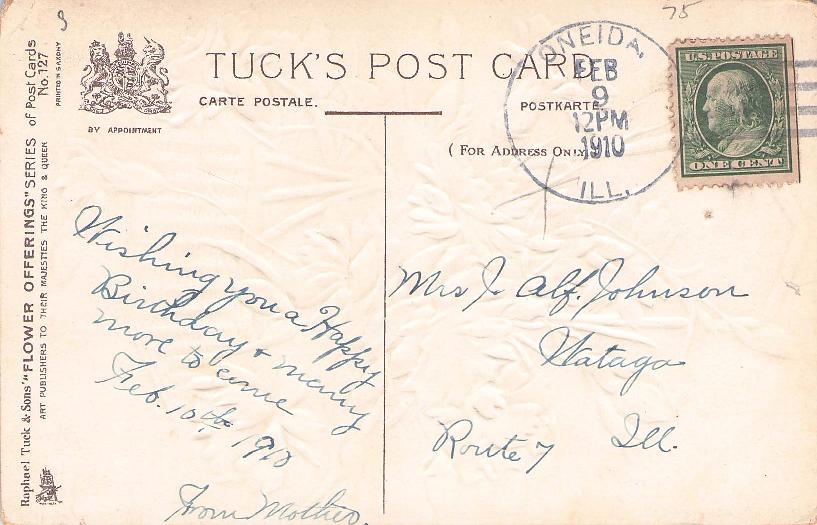 9
75
TUCK'S POST CARD
CARTE POSTALE.
POSTKARTE
(FOR ADDRESS ONLY)
BY APPOINTMENT
Raphael Tuck & Sons' "FLOWER OFFERINGS" SERIES of Post Cards
No. 127
PRINTED IN SAXONY
ART PUBLISHERS TO THEIR MAJESTIES THE KING & QUEEN
ONEIDA,
FEB
9
12PM
1910
ILL.
U.S. POSTAGE
ONE CENT
Wishing you a Happy
Birthday & many
more to come
Feb. 10th 1910
From Mother.
Mrs J. Alf. Johnson
Wataga
Route 7 Ill.